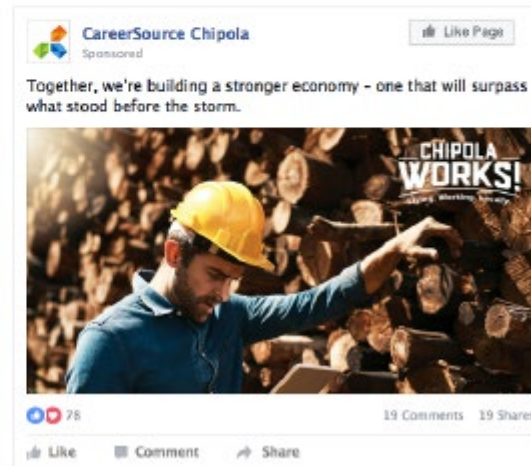 CareerSource Chipola
Like Page
Sponsored
Together, we're building a stronger economy – one that will surpass
what stood before the storm.
CHIPOLA
WORKS!
78
19 Comments 19 Shares
Like Comment Share